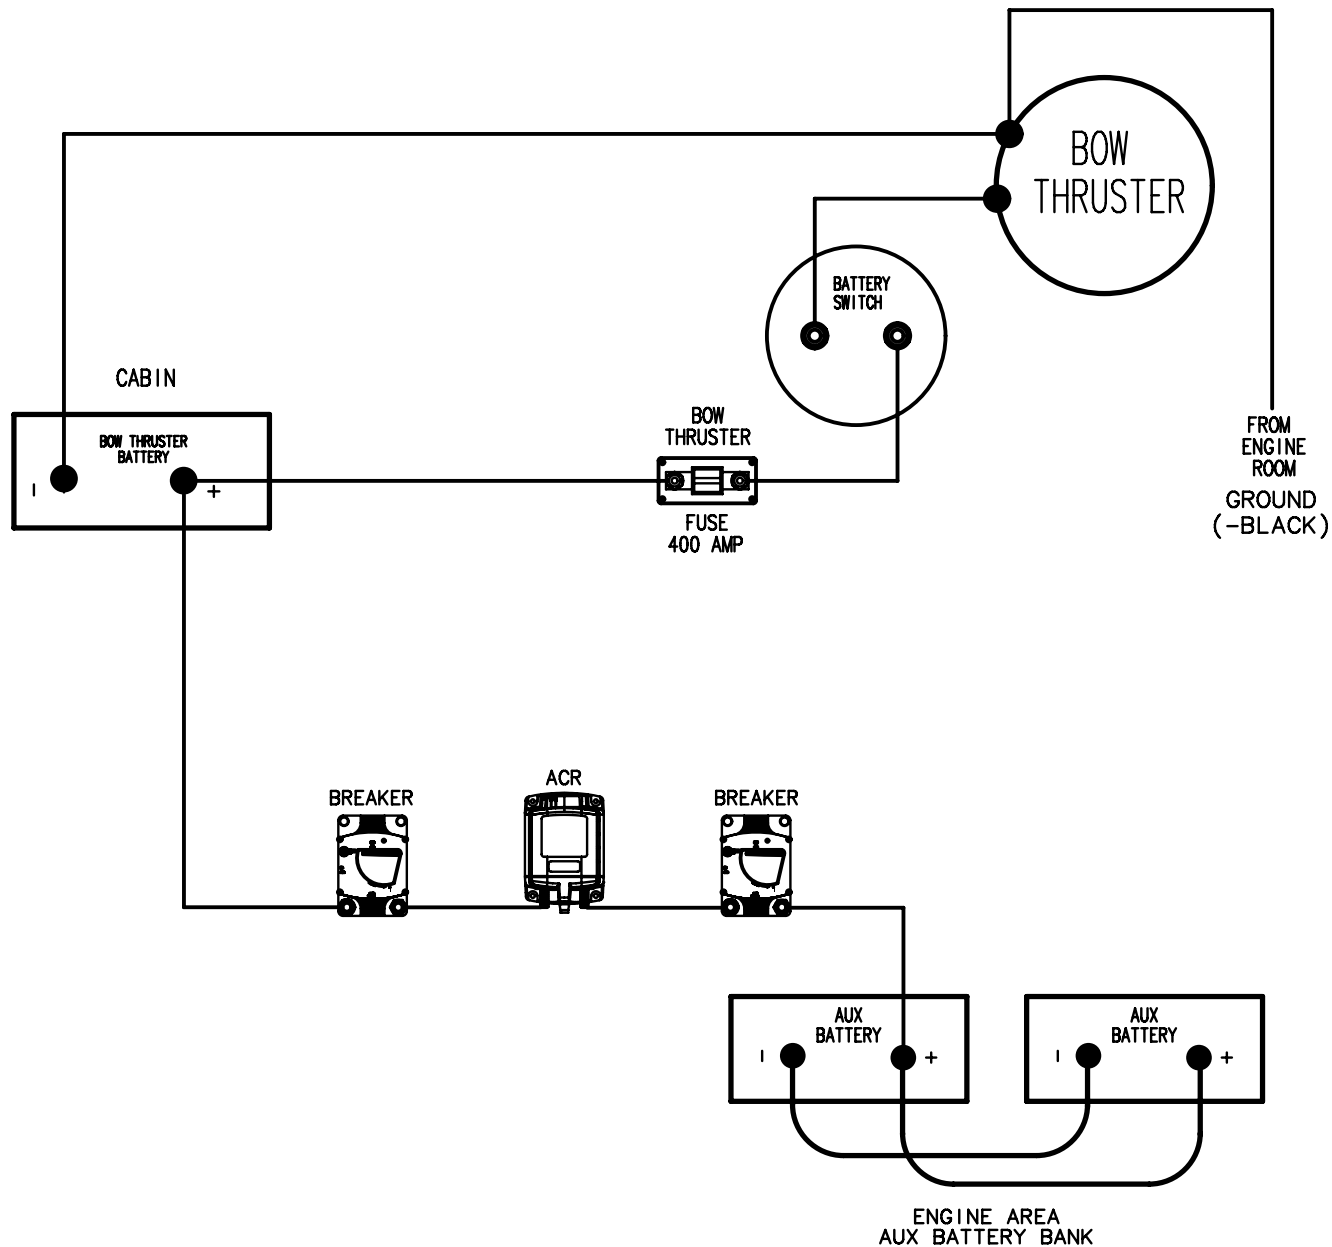 BOW
THRUSTER
BATTERY
SWITCH
CABIN
BOW THRUSTER
BATTERY
-
+
BOW
THRUSTER
FUSE
400 AMP
FROM
ENGINE
ROOM
GROUND
(-BLACK)
BREAKER
ACR
BREAKER
AUX
BATTERY
-
+
AUX
BATTERY
-
+
ENGINE AREA
AUX BATTERY BANK